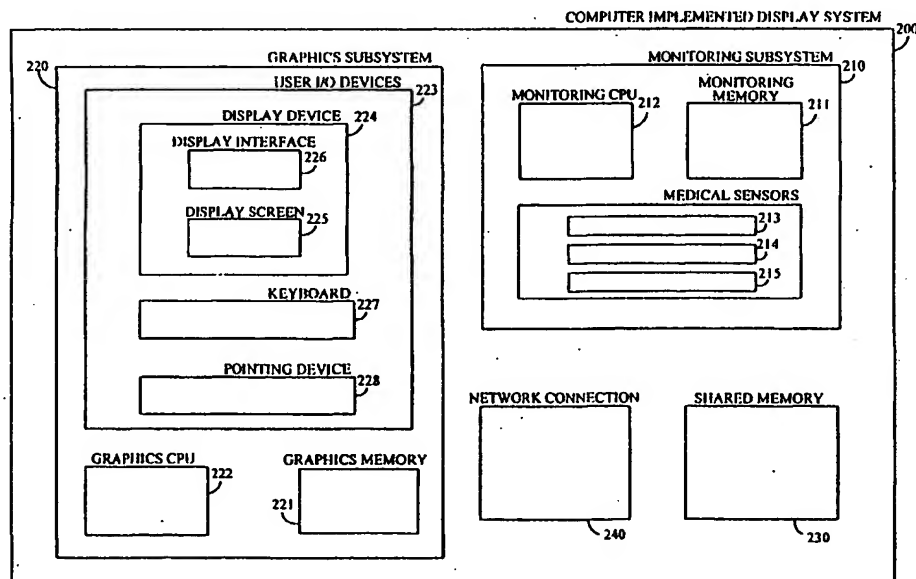 COMPUTER IMPLEMENTED DISPLAY SYSTEM
200
GRAPHICS SUBSYSTEM
220
USER I/O DEVICES
223
DISPLAY DEVICE
224
DISPLAY INTERFACE
226
DISPLAY SCREEN
225
KEYBOARD
227
POINTING DEVICE
228
GRAPHICS CPU
222
GRAPHICS MEMORY
221
MONITORING SUBSYSTEM
210
MONITORING CPU
212
MONITORING
MEMORY
211
MEDICAL SENSORS
213
214
215
NETWORK CONNECTION
240
SHARED MEMORY
230